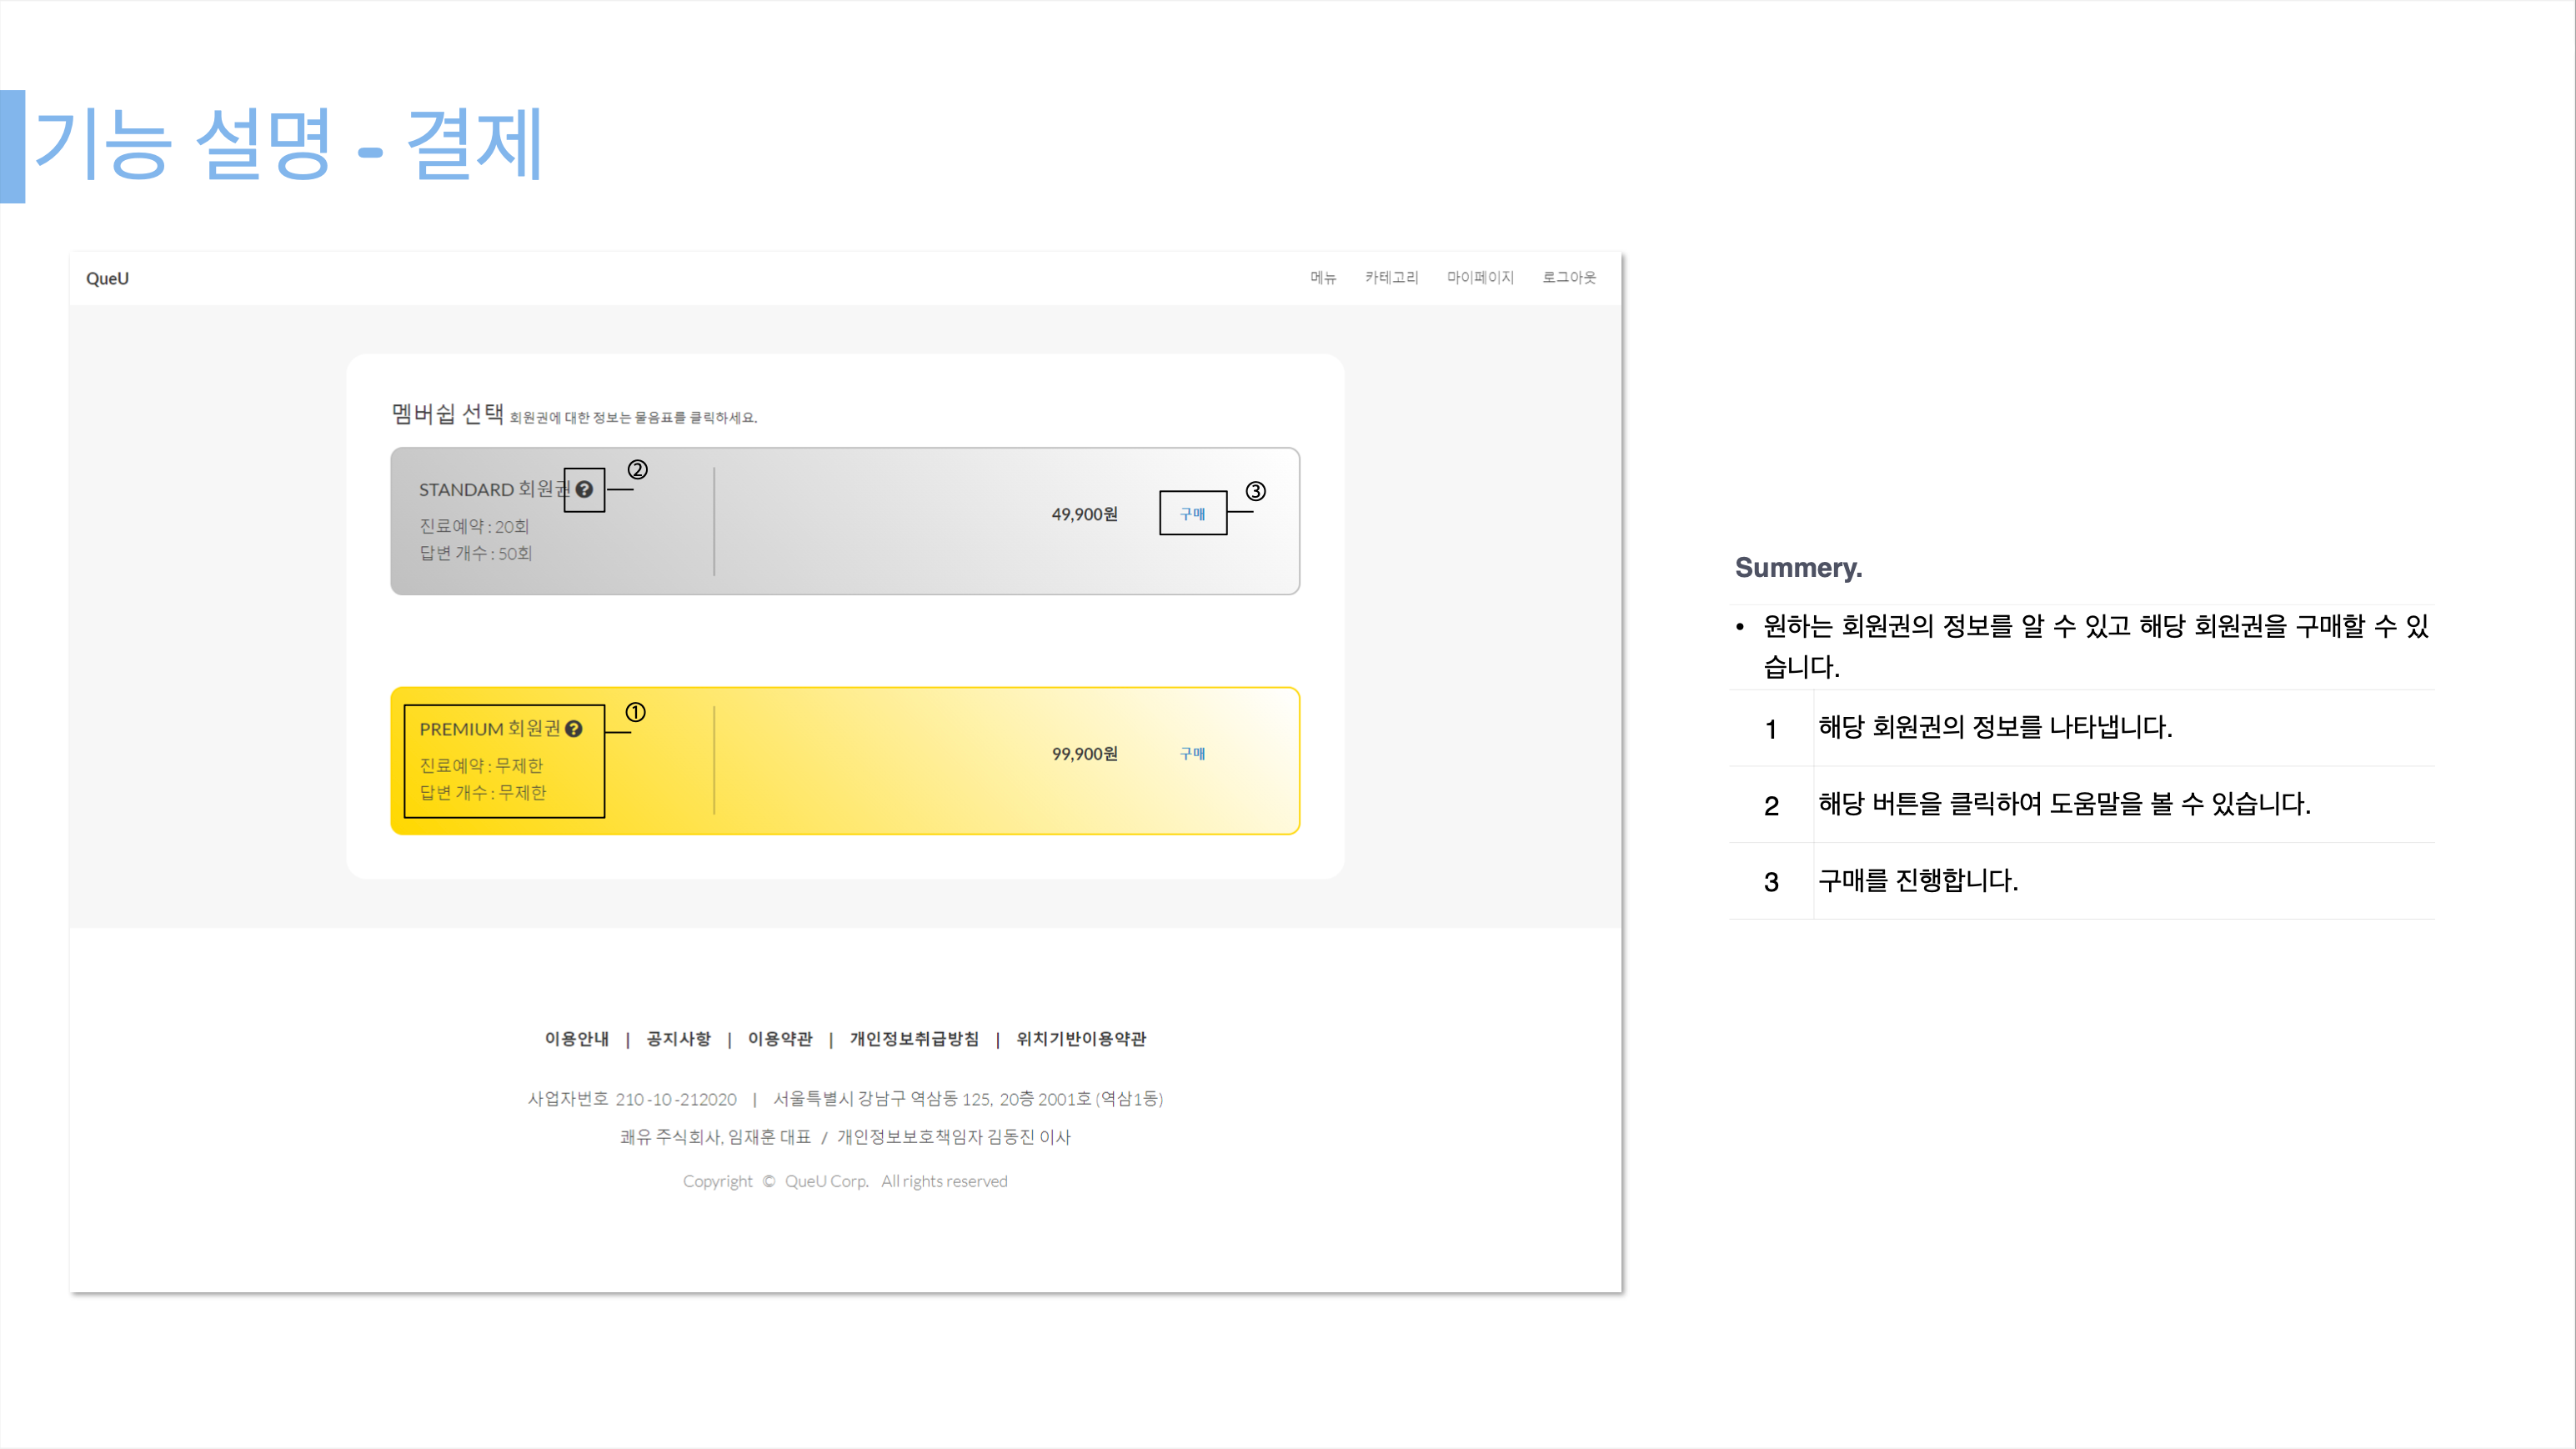 기능 설명 - 결제
QueU
메뉴 카테고리 마이페이지 로그아웃
멤버쉽 선택 회원권에 대한 정보는 물음표를 클릭하세요.
STANDARD 회원권 ?
②
진료예약 : 20회
답변 개수 : 50회
49,900원 구매
③
PREMIUM 회원권 ?
①
진료예약 : 무제한
답변 개수 : 무제한
99,900원 구매
이용안내 | 공지사항 | 이용약관 | 개인정보취급방침 | 위치기반이용약관
사업자번호 210 -10 -212020 | 서울특별시 강남구 역삼동 125, 20층 2001호 (역삼1동)
쾌유 주식회사, 임재훈 대표 / 개인정보보호책임자 김동진 이사
Copyright © QueU Corp. All rights reserved
Summery.
• 원하는 회원권의 정보를 알 수 있고 해당 회원권을 구매할 수 있
습니다.
1 해당 회원권의 정보를 나타냅니다.
2 해당 버튼을 클릭하여 도움말을 볼 수 있습니다.
3 구매를 진행합니다.